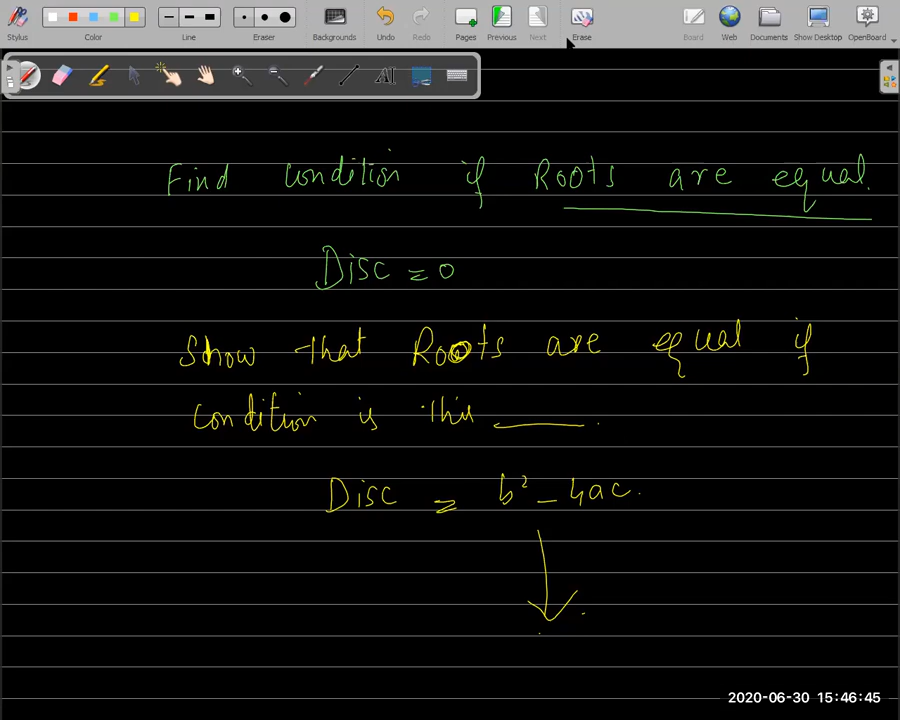 Stylus Color Line Eraser Backgrounds Undo Redo Pages Previous Next Erase Board Web Documents Show Desktop OpenBoard
Find condition if Roots are equal.
Disc = 0
Show that Roots are equal if
condition is this ____.
Disc = b² - 4ac.
2020-06-30 15:46:45